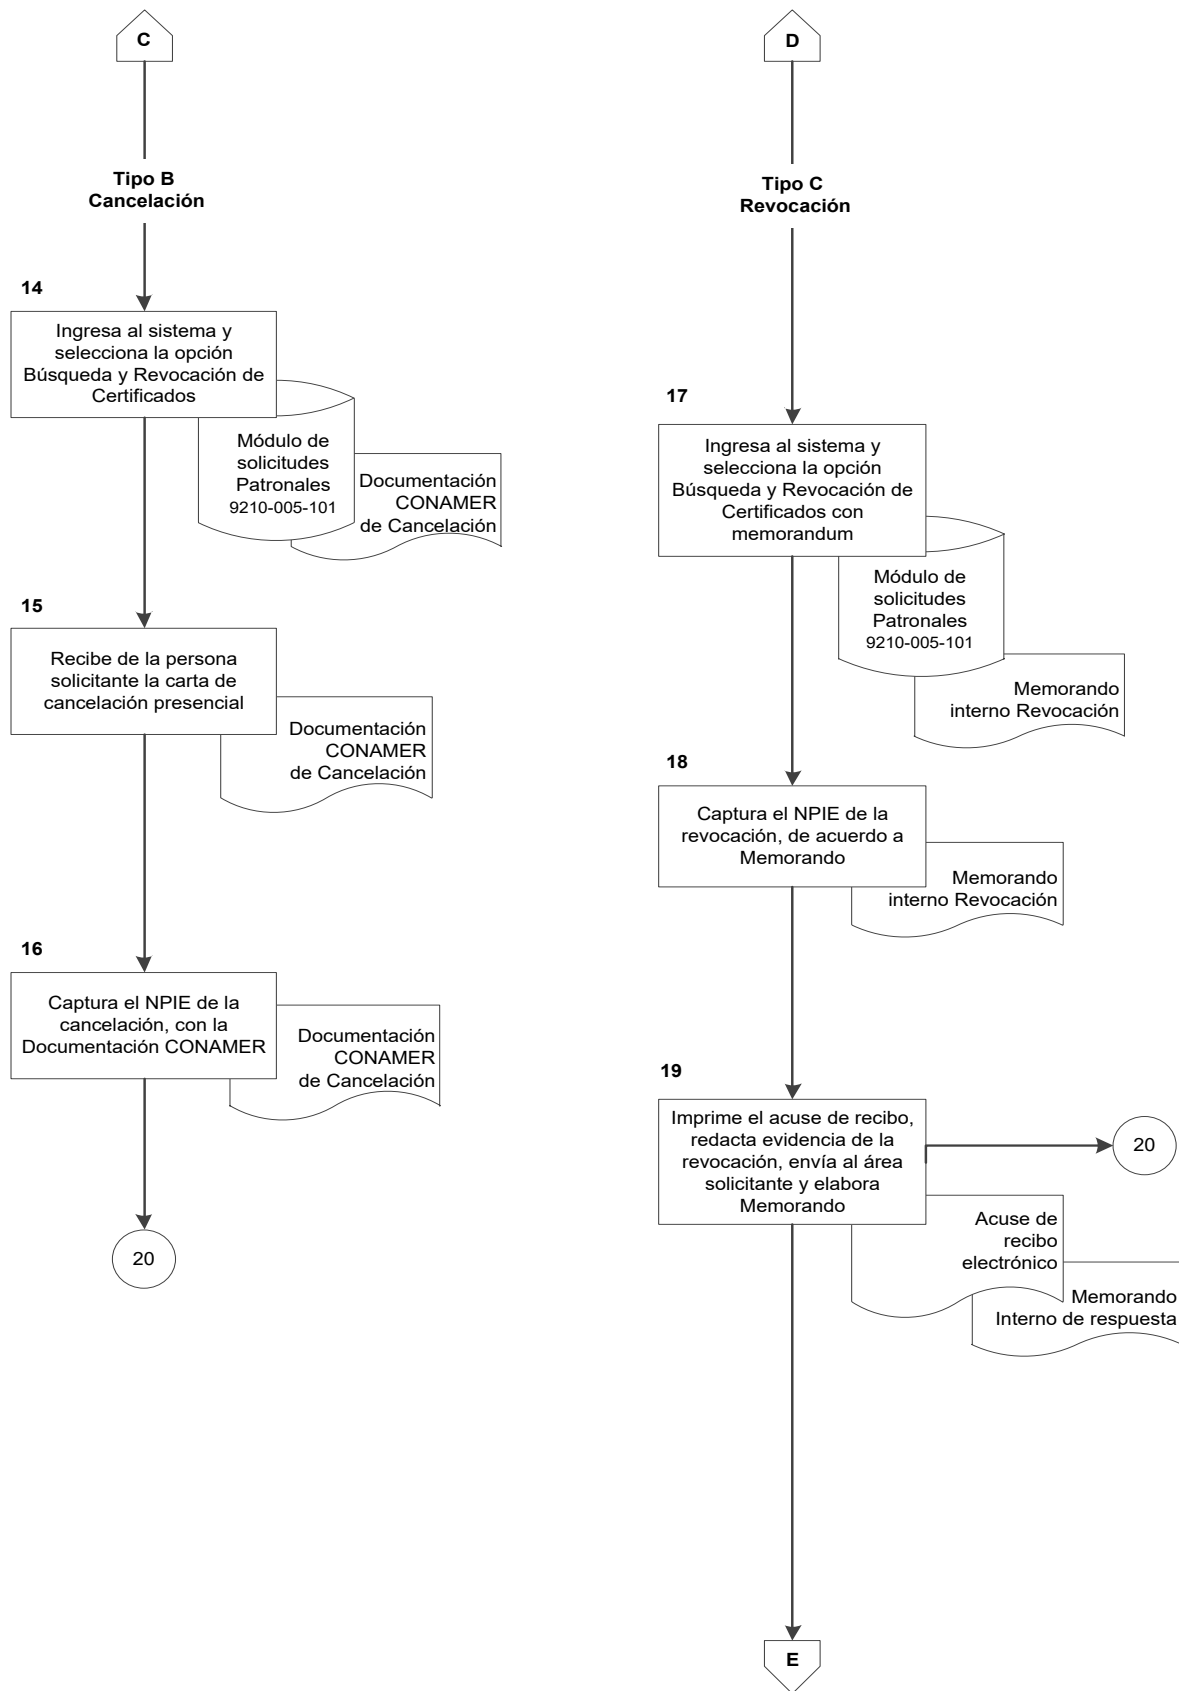 C
Tipo B
Cancelación
14
Ingresa al sistema y
selecciona la opción
Búsqueda y Revocación de
Certificados
Módulo de
solicitudes
Patronales
9210-005-101
Documentación
CONAMER
de Cancelación
15
Recibe de la persona
solicitante la carta de
cancelación presencial
Documentación
CONAMER
de Cancelación
16
Captura el NPIE de la
cancelación, con la
Documentación CONAMER
Documentación
CONAMER
de Cancelación
20
D
Tipo C
Revocación
17
Ingresa al sistema y
selecciona la opción
Búsqueda y Revocación de
Certificados con
memorandum
Módulo de
solicitudes
Patronales
9210-005-101
Memorando
interno Revocación
18
Captura el NPIE de la
revocación, de acuerdo a
Memorando
Memorando
interno Revocación
19
Imprime el acuse de recibo,
redacta evidencia de la
revocación, envía al área
solicitante y elabora
Memorando
20
Acuse de
recibo
electrónico
Memorando
Interno de respuesta
E